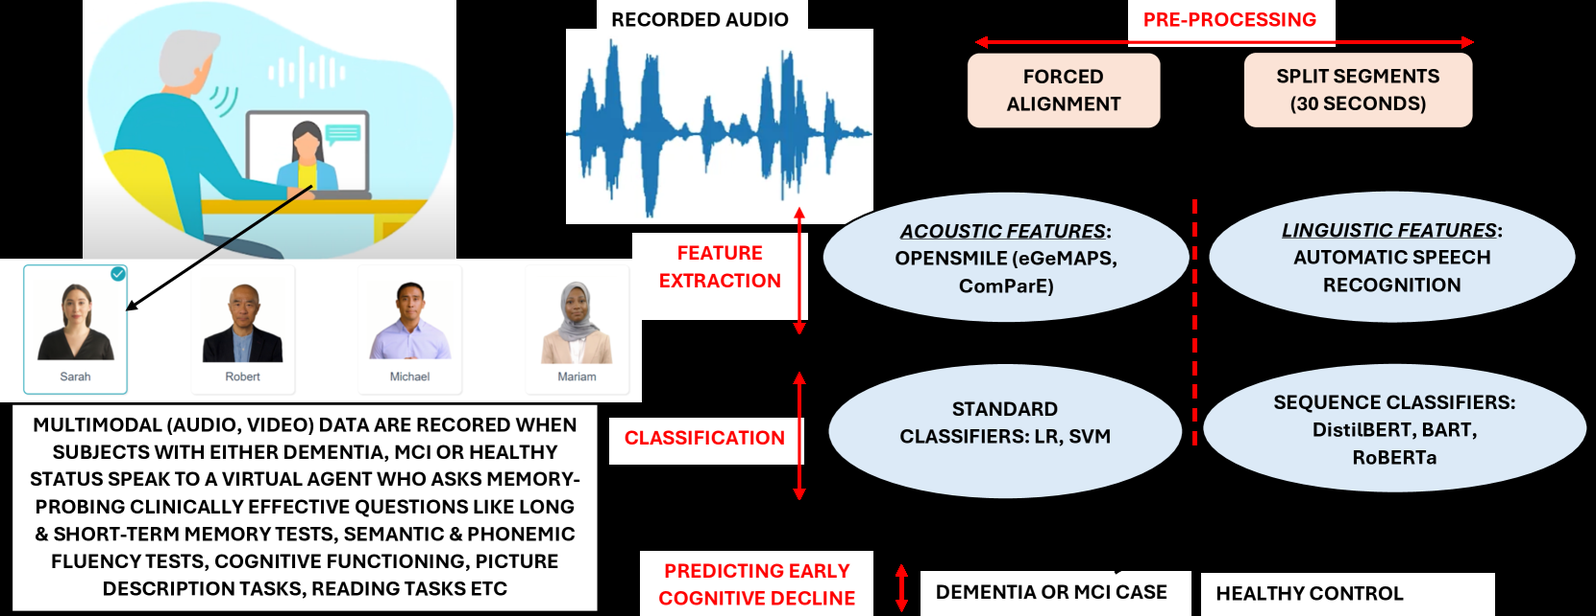 RECORDED AUDIO
PRE-PROCESSING
FORCED
ALIGNMENT
SPLIT SEGMENTS
(30 SECONDS)
FEATURE
EXTRACTION
ACOUSTIC FEATURES:
OPENSMILE (eGeMAPS,
ComParE)
LINGUISTIC FEATURES:
AUTOMATIC SPEECH
RECOGNITION
Sarah
Robert
Michael
Mariam
MULTIMODAL (AUDIO, VIDEO) DATA ARE RECORED WHEN
SUBJECTS WITH EITHER DEMENTIA, MCI OR HEALTHY
STATUS SPEAK TO A VIRTUAL AGENT WHO ASKS MEMORY-
PROBING CLINICALLY EFFECTIVE QUESTIONS LIKE LONG
& SHORT-TERM MEMORY TESTS, SEMANTIC & PHONEMIC
FLUENCY TESTS, COGNITIVE FUNCTIONING, PICTURE
DESCRIPTION TASKS, READING TASKS ETC
CLASSIFICATION
STANDARD
CLASSIFIERS: LR, SVM
SEQUENCE CLASSIFIERS:
DistilBERT, BART,
RoBERTa
PREDICTING EARLY
COGNITIVE DECLINE
DEMENTIA OR MCI CASE
HEALTHY CONTROL